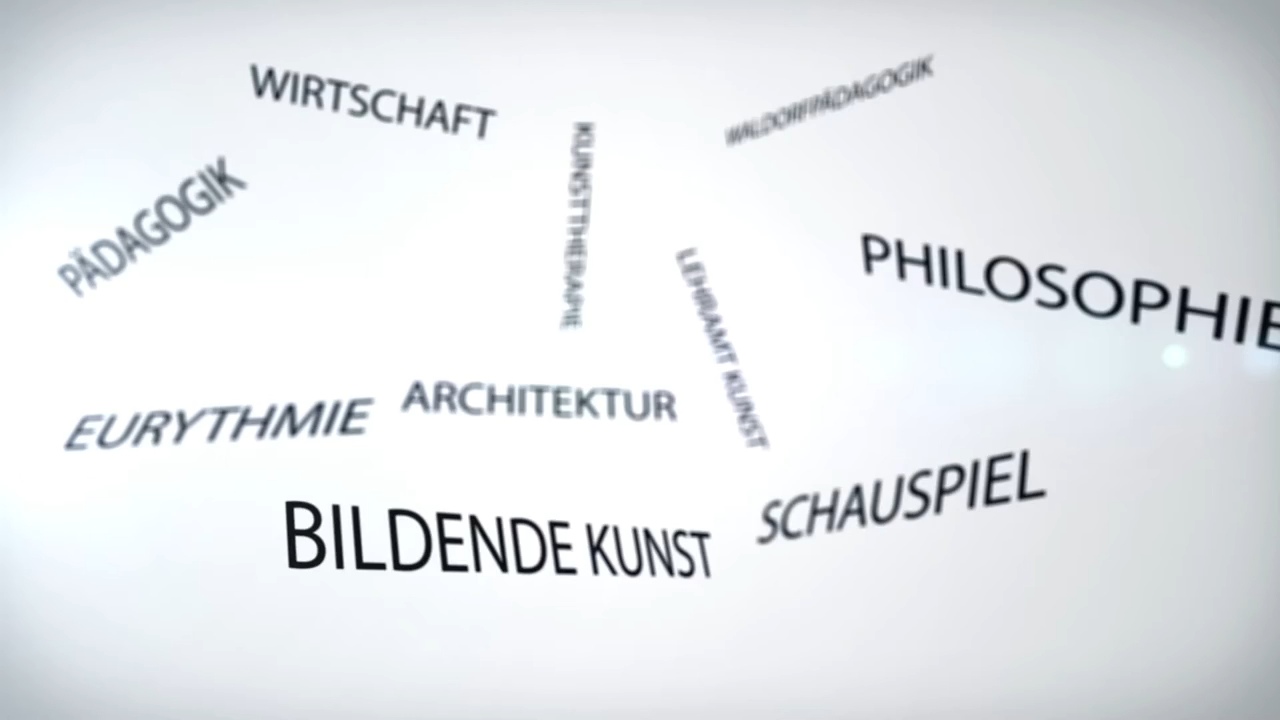 WIRTSCHAFT
WALDORFPÄDAGOGIK
KUNSTTHERAPIE
PÄDAGOGIK
PHILOSOPHIE
LEHRAMT KUNST
EURYTHMIE
ARCHITEKTUR
SCHAUSPIEL
BILDENDE KUNST